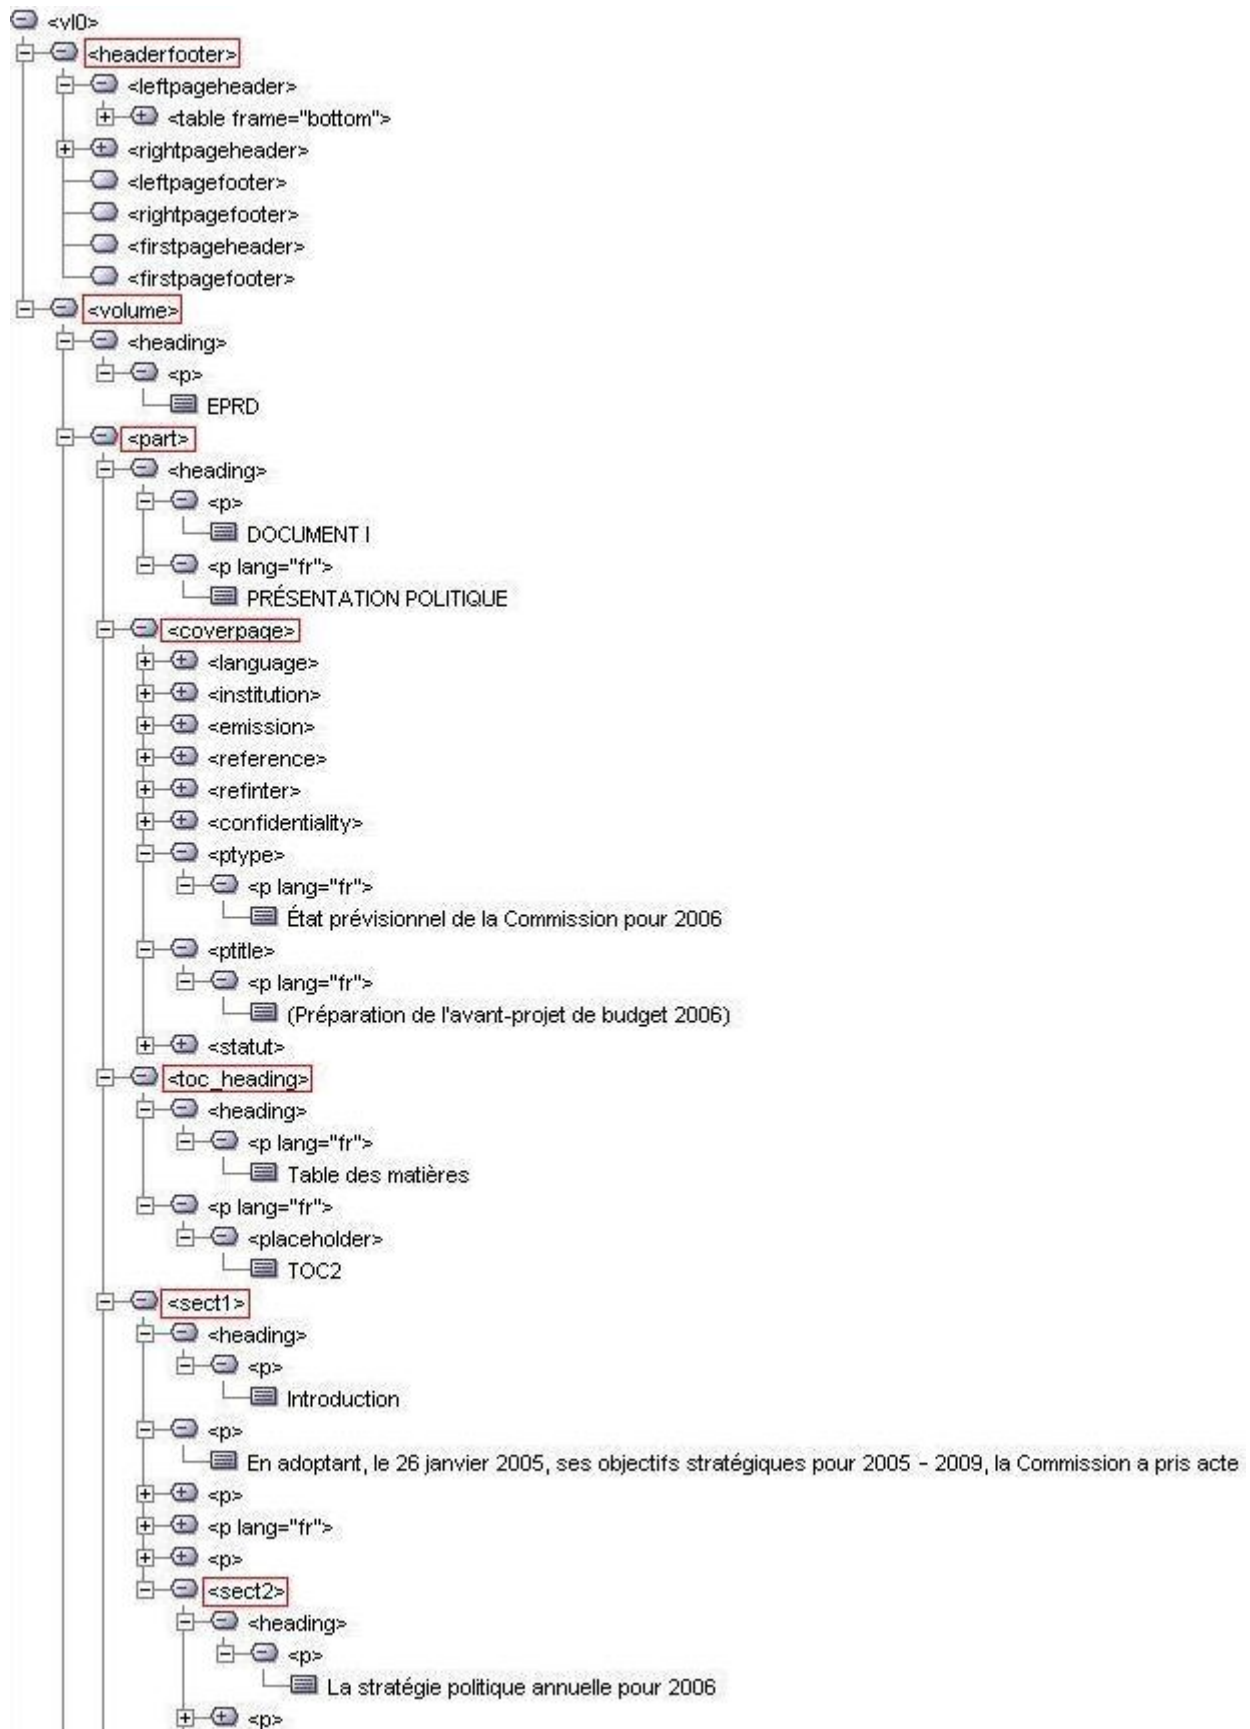 <vl0>
<headerfooter>
<leftpageheader>
<table frame="bottom">
<rightpageheader>
<leftpagefooter>
<rightpagefooter>
<firstpageheader>
<firstpagefooter>
<volume>
<heading>
<p>
EPRD
<part>
<heading>
<p>
DOCUMENT I
<p lang="fr">
PRÉSENTATION POLITIQUE
<coverpage>
<language>
<institution>
<emission>
<reference>
<refinter>
<confidentiality>
<ptype>
<p lang="fr">
État prévisionnel de la Commission pour 2006
<ptitle>
<p lang="fr">
(Préparation de l'avant-projet de budget 2006)
<statut>
<toc_heading>
<heading>
<p lang="fr">
Table des matières
<p lang="fr">
<placeholder>
TOC2
<sect1>
<heading>
<p>
Introduction
<p>
En adoptant, le 26 janvier 2005, ses objectifs stratégiques pour 2005 - 2009, la Commission a pris acte
<p>
<p lang="fr">
<p>
<sect2>
<heading>
<p>
La stratégie politique annuelle pour 2006
<p>